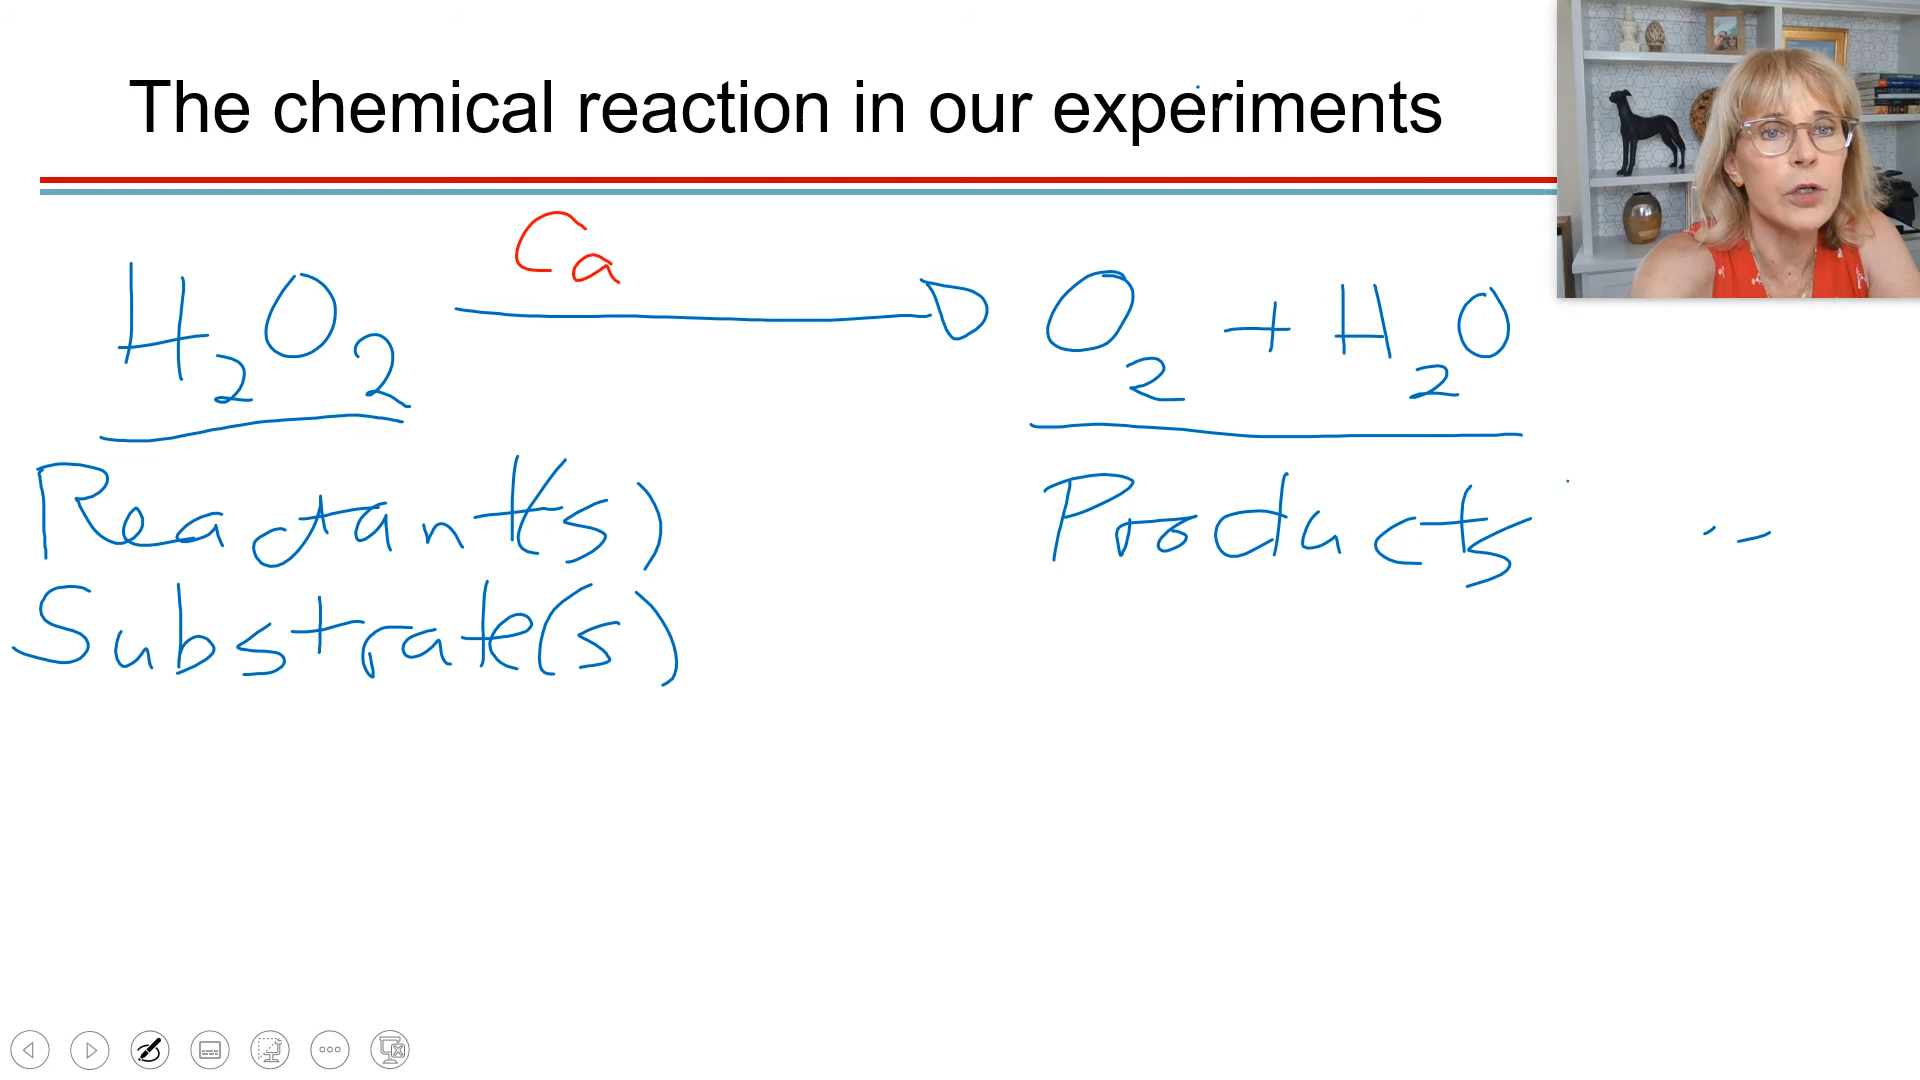 The chemical reaction in our experiments
Ca
H₂O₂ → O₂ + H₂O
Reactant(s) Products
Substrate(s)